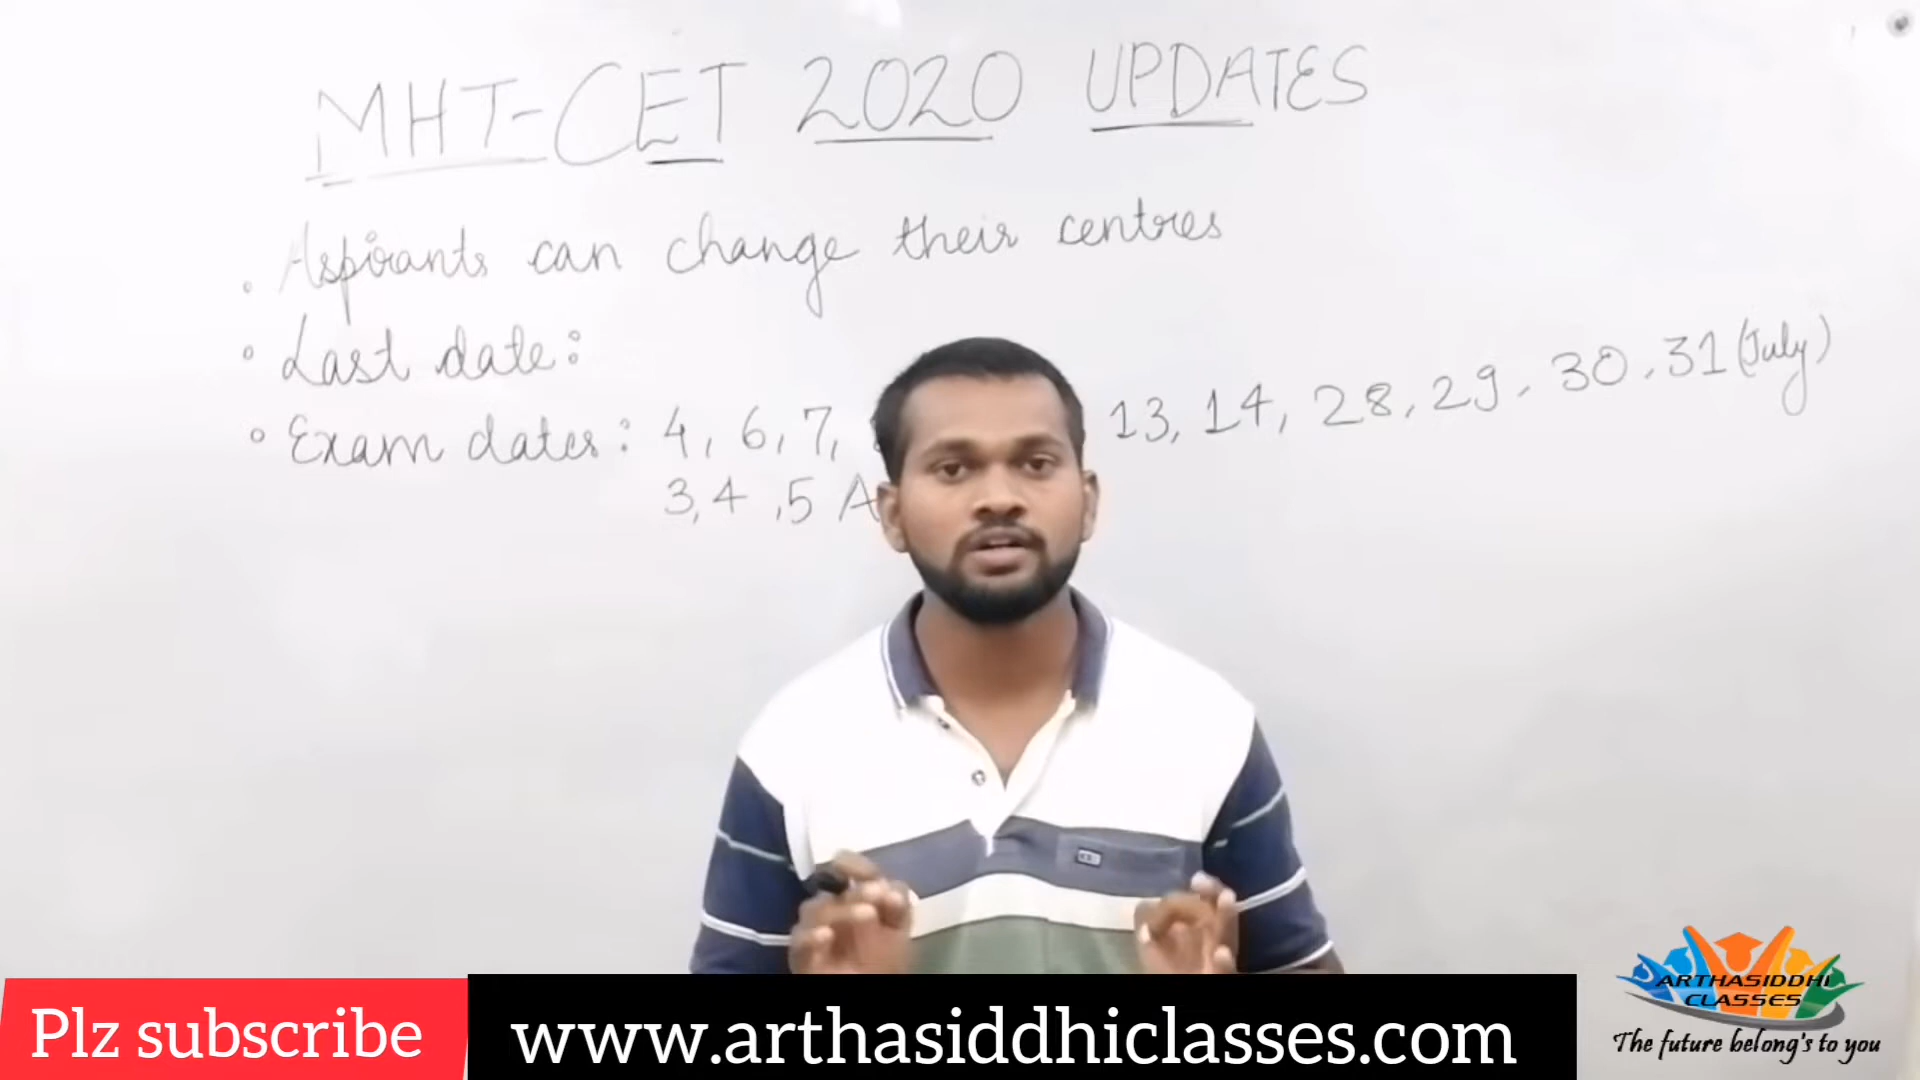 MHT-CET 2020 UPDATES
• Aspirants can change their centres
• Last date:
• Exam dates: 4, 6, 7, 13, 14, 28, 29, 30, 31 (July)
3, 4, 5 A
Plz subscribe
www.arthasiddhiclasses.com
ARTHASIDDHI
CLASSES
The future belong's to you